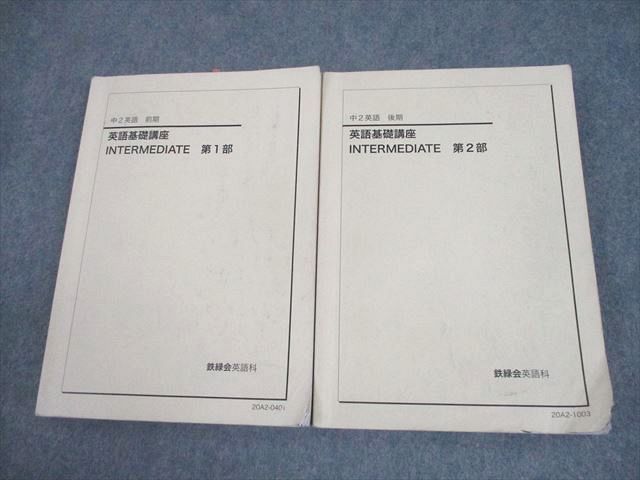 中2英語 前期
英語基礎講座
INTERMEDIATE 第1部
鉄緑会英語科
20A2-0401
中2英語 後期
英語基礎講座
INTERMEDIATE 第2部
鉄緑会英語科
20A2-1003